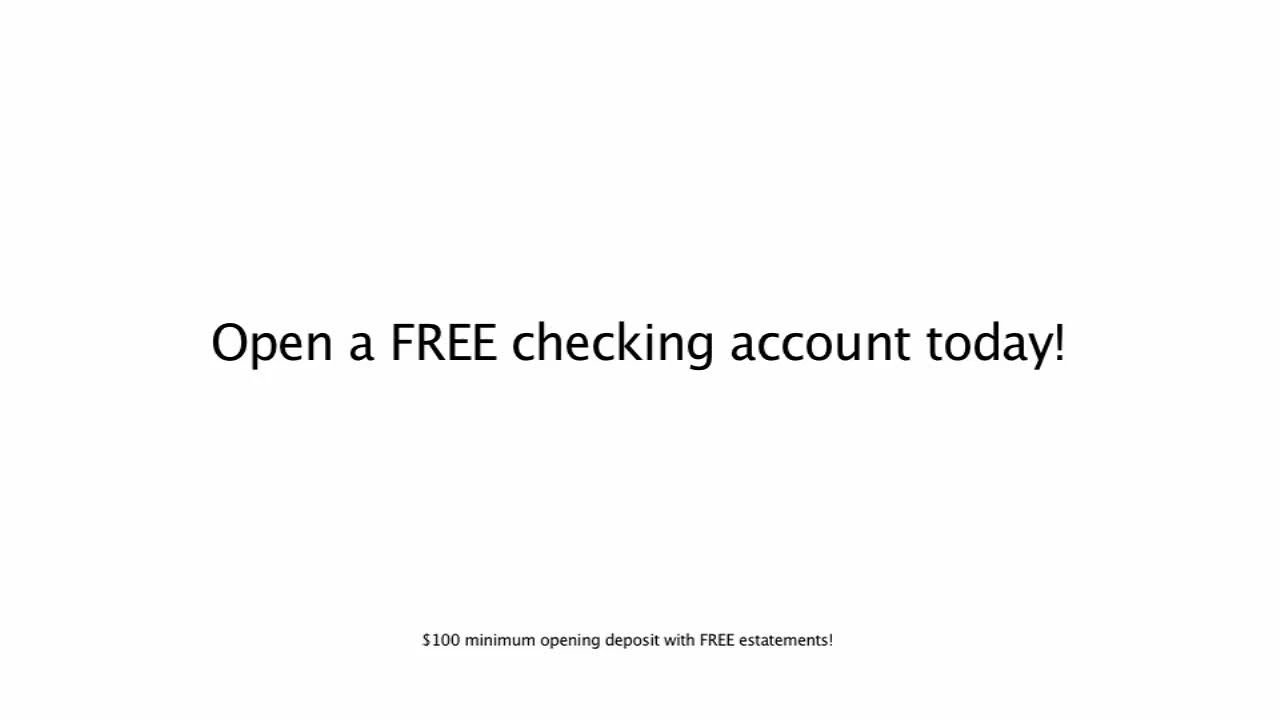 Open a FREE checking account today!
$100 minimum opening deposit with FREE estatements!